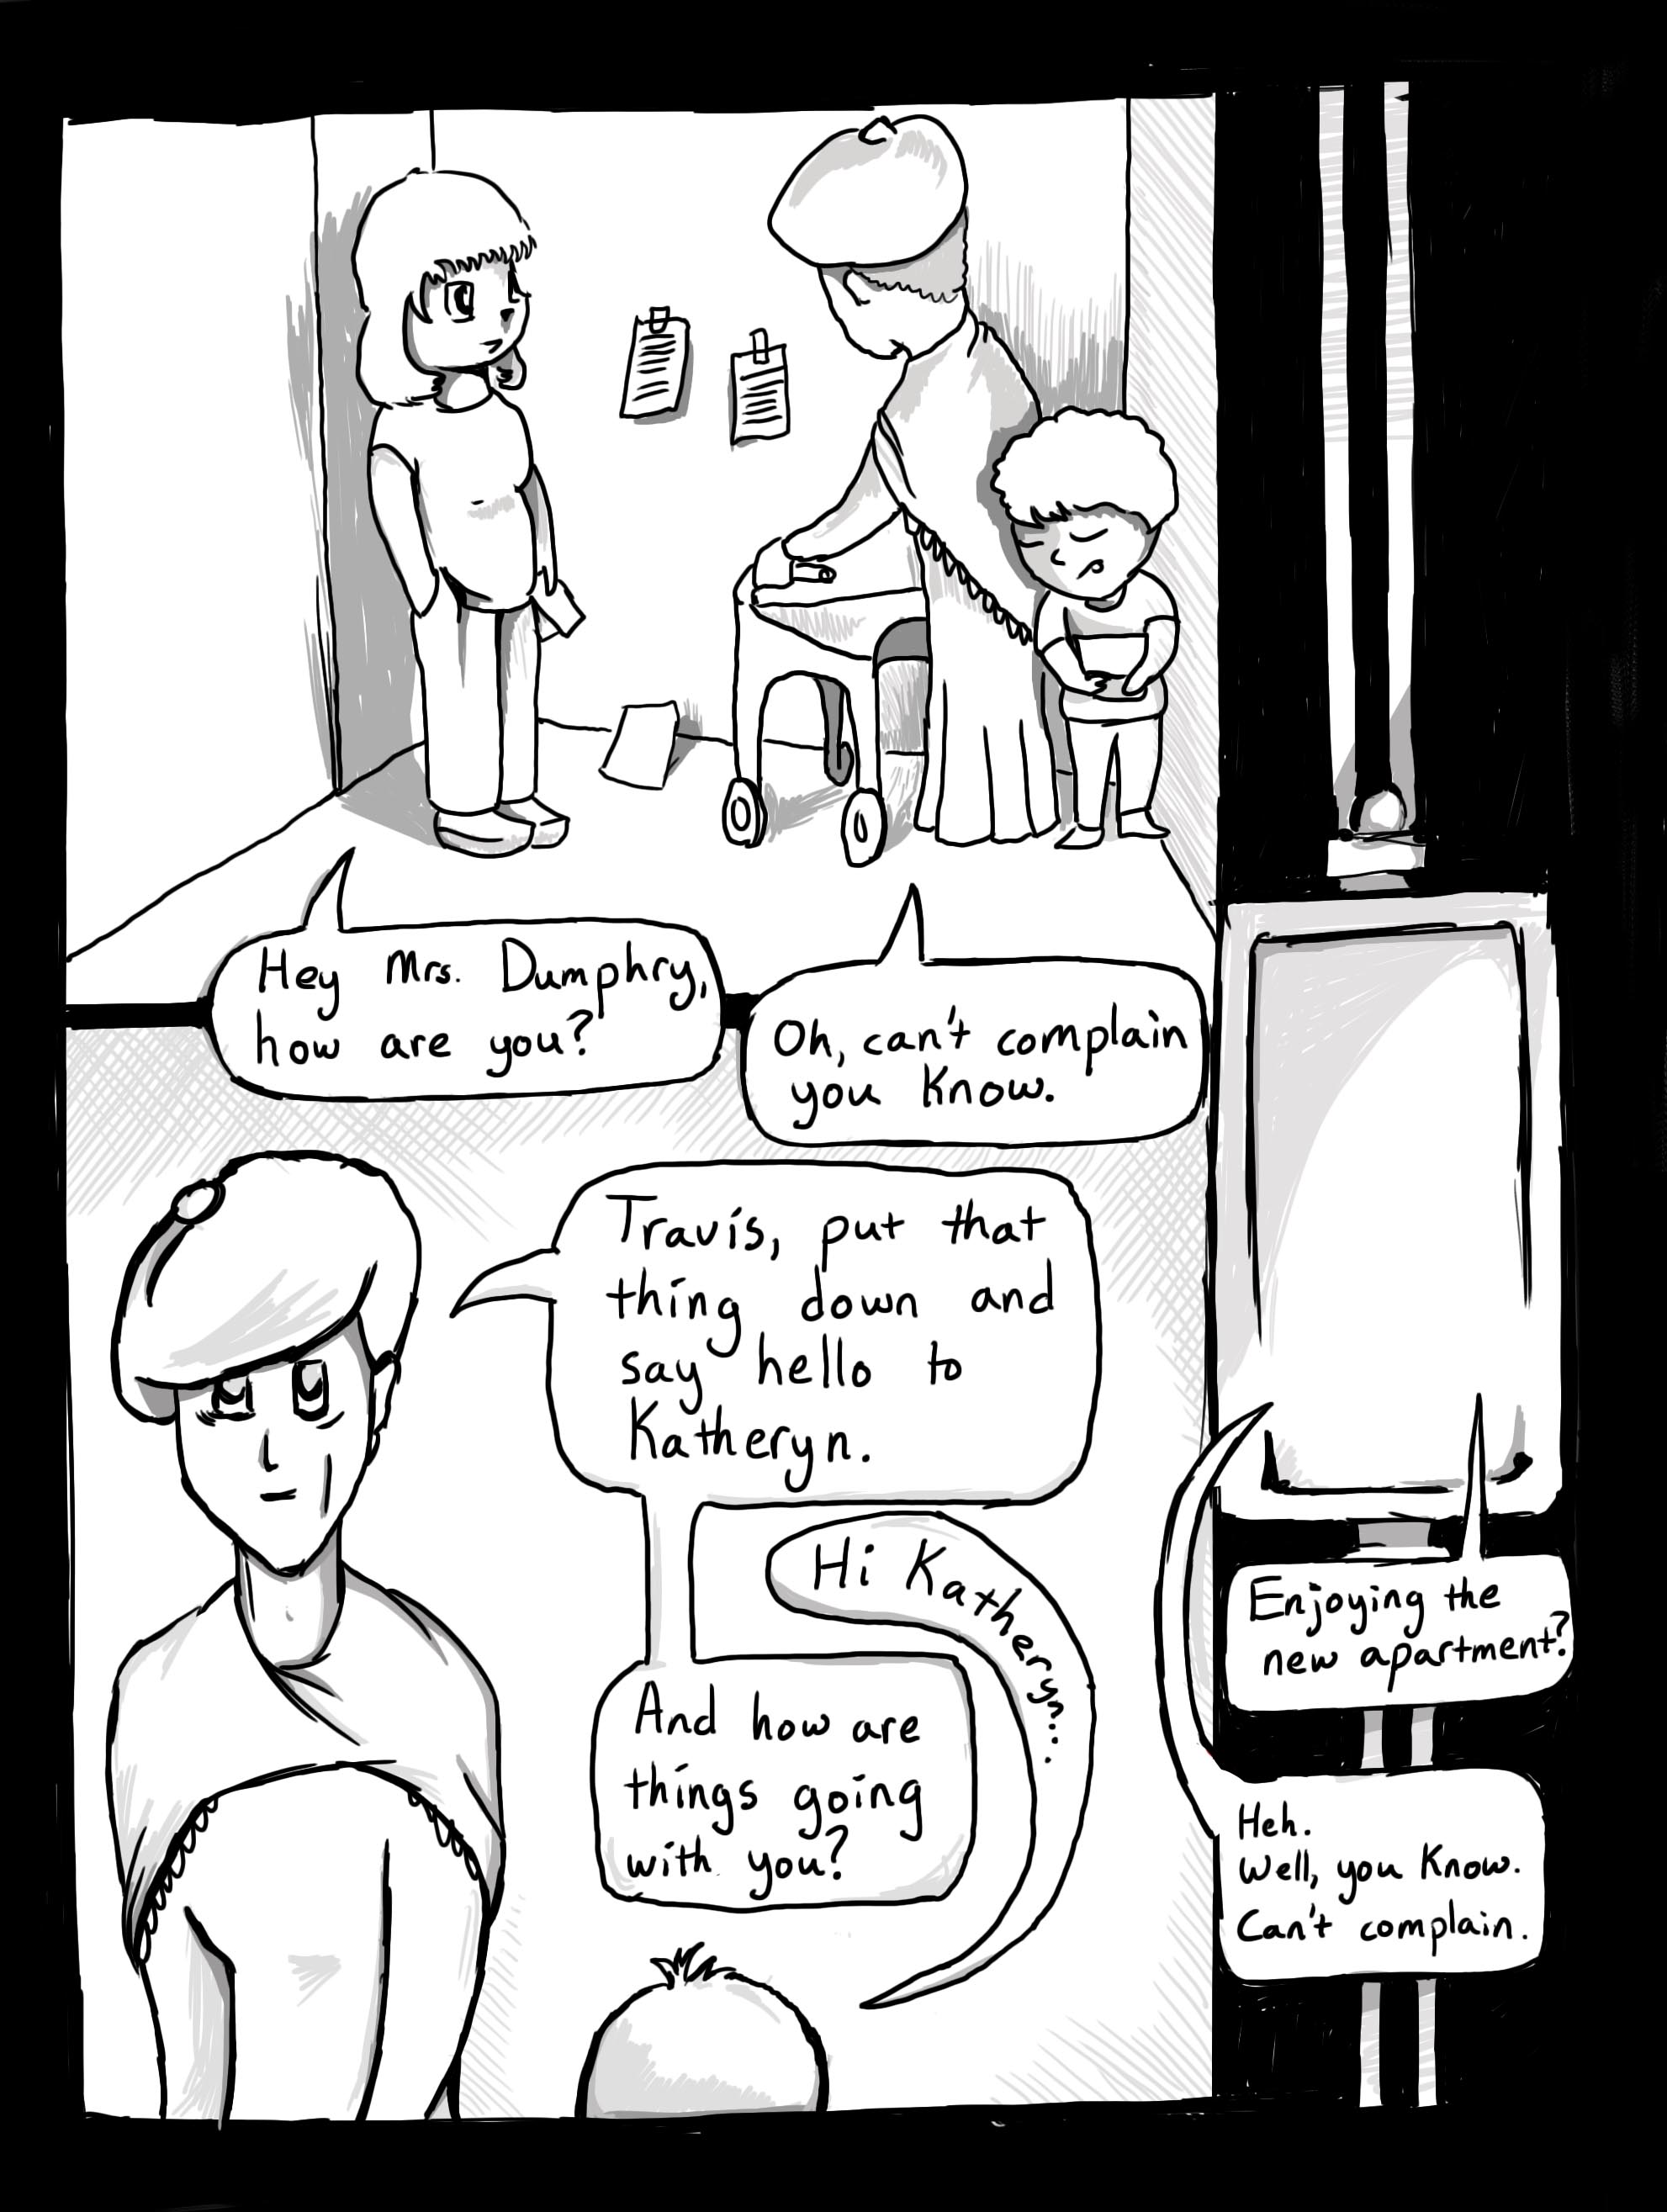 Hey Mrs. Dumphry,
how are you?
Oh, can't complain
you know.
Travis, put that
thing down and
say hello to
Katheryn.
Hi Katheryn...
And how are
things going
with you?
Enjoying the
new apartment?
Heh.
Well, you know.
Can't complain.